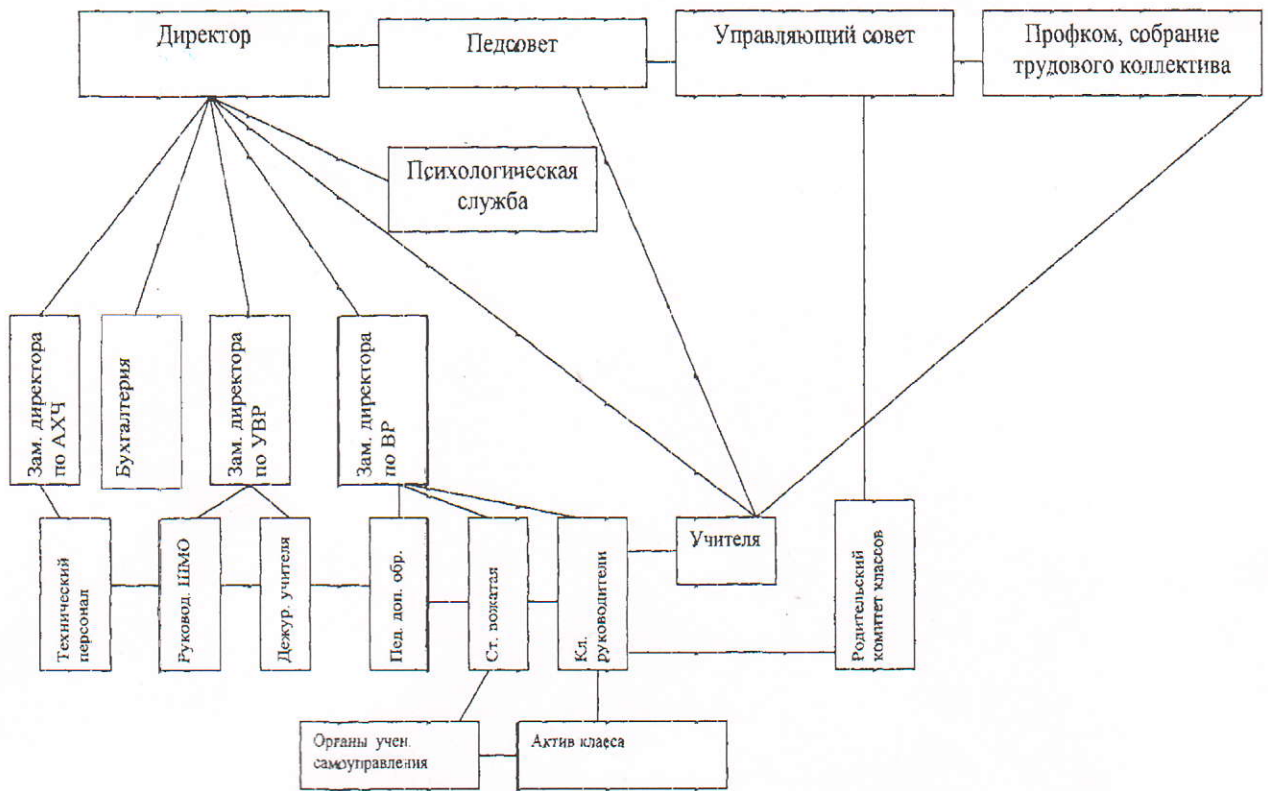 Директор
Педсовет
Управляющий совет
Профком, собрание
трудового коллектива
Психологическая
служба
Зам. директора
по АХЧ
Бухгалтерия
Зам. директора
по УВР
Зам. директора
по ВР
Технический
персонал
Руковод. ШМО
Дежур. учителя
Пед. доп. обр.
Ст. вожатая
Кл.
руководители
Учителя
Родительский
комитет классов
Органы учен.
самоуправления
Актив класса